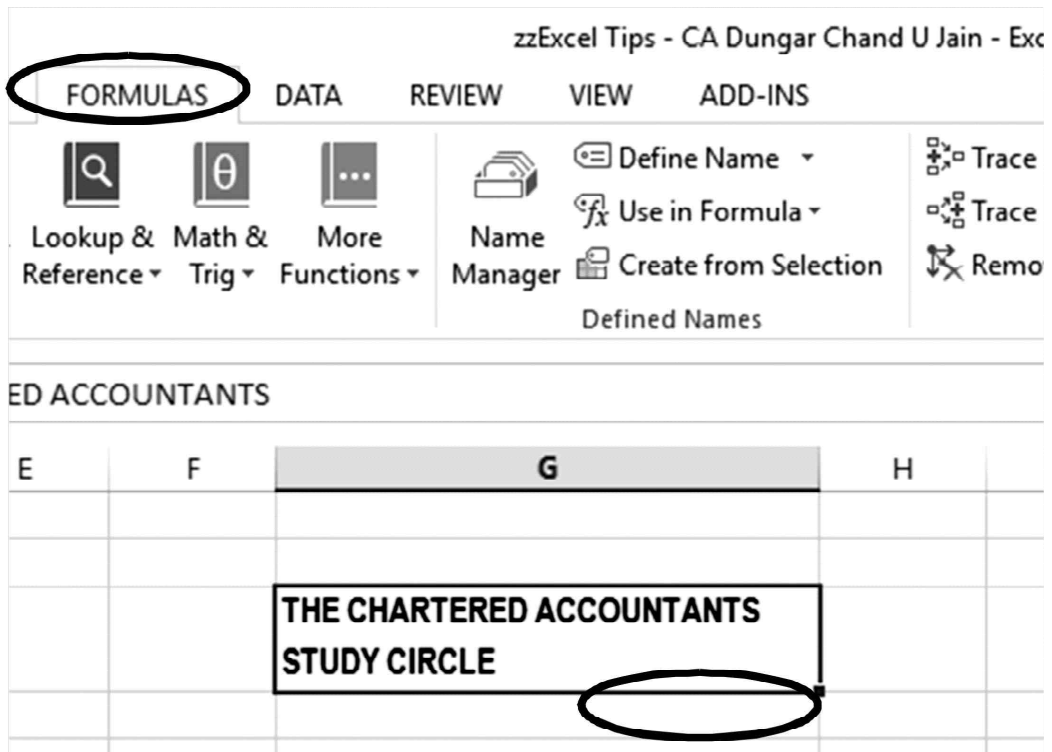 zzExcel Tips - CA Dungar Chand U Jain - Exc
FORMULAS DATA REVIEW VIEW ADD-INS
Lookup & Reference
Math & Trig
More Functions
Name Manager
Define Name
Use in Formula
Create from Selection
Defined Names
Trace
Trace
Remo
ED ACCOUNTANTS
E F G H
THE CHARTERED ACCOUNTANTS
STUDY CIRCLE